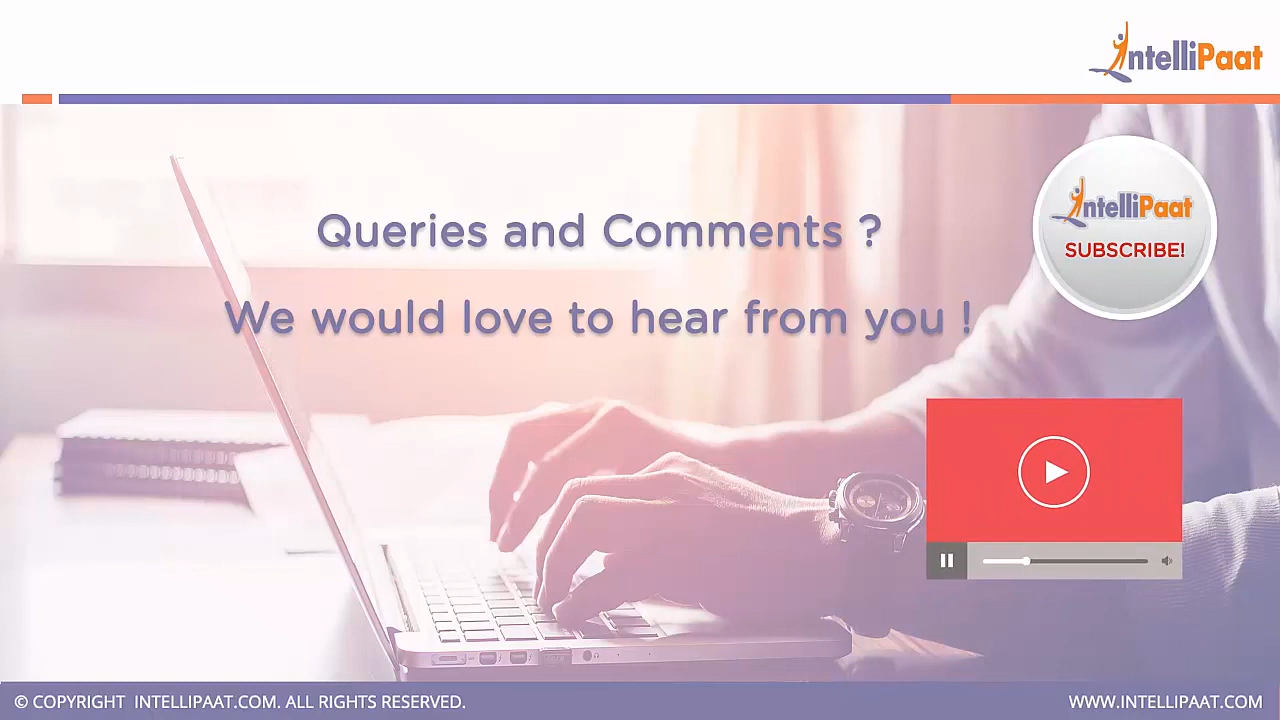 IntelliPaat
Queries and Comments ?
IntelliPaat
SUBSCRIBE!
We would love to hear from you !
© COPYRIGHT INTELLIPAAT.COM. ALL RIGHTS RESERVED.
WWW.INTELLIPAAT.COM